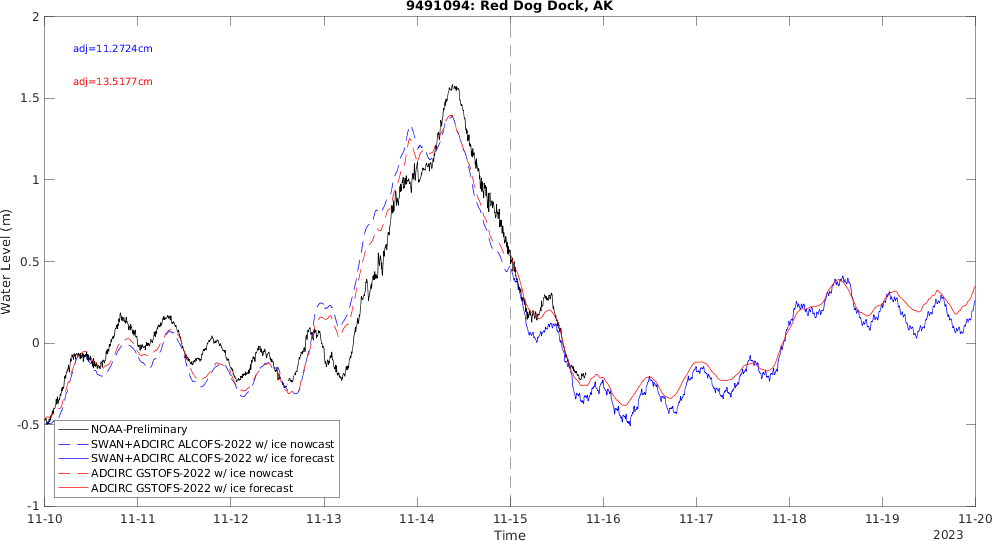 9491094: Red Dog Dock, AK
adj=11.2724cm
adj=13.5177cm
Water Level (m)
2
1.5
1
0.5
0
-0.5
-1
NOAA-Preliminary
SWAN+ADCIRC ALCOFS-2022 w/ ice nowcast
SWAN+ADCIRC ALCOFS-2022 w/ ice forecast
ADCIRC GSTOFS-2022 w/ ice nowcast
ADCIRC GSTOFS-2022 w/ ice forecast
11-10 11-11 11-12 11-13 11-14 11-15 11-16 11-17 11-18 11-19 11-20
Time
2023